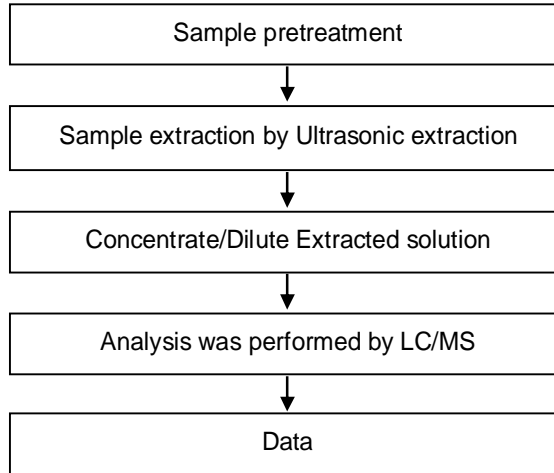 Sample pretreatment
Sample extraction by Ultrasonic extraction
Concentrate/Dilute Extracted solution
Analysis was performed by LC/MS
Data